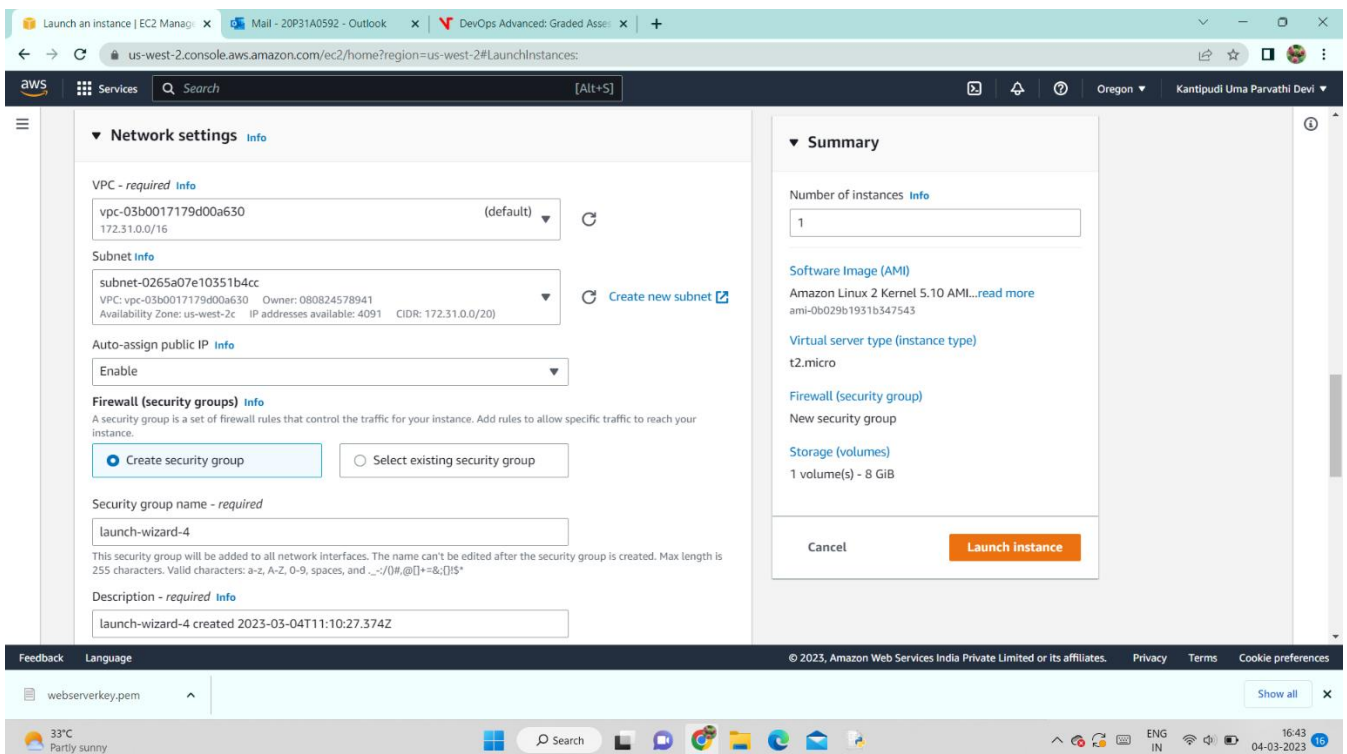 Launch an instance | EC2 Manag
Mail - 20P31A0592 - Outlook
DevOps Advanced: Graded Asse
us-west-2.console.aws.amazon.com/ec2/home?region=us-west-2#LaunchInstances:
aws
Services
Search
[Alt+S]
Oregon
Kantipudi Uma Parvathi Devi
Network settings Info
VPC - required Info
vpc-03b0017179d00a630 (default)
172.31.0.0/16
Subnet Info
subnet-0265a07e10351b4cc
VPC: vpc-03b0017179d00a630 Owner: 080824578941
Availability Zone: us-west-2c IP addresses available: 4091 CIDR: 172.31.0.0/20)
Create new subnet
Auto-assign public IP Info
Enable
Firewall (security groups) Info
A security group is a set of firewall rules that control the traffic for your instance. Add rules to allow specific traffic to reach your
instance.
Create security group
Select existing security group
Security group name - required
launch-wizard-4
This security group will be added to all network interfaces. The name can't be edited after the security group is created. Max length is
255 characters. Valid characters: a-z, A-Z, 0-9, spaces, and ._-:/()#,@[]+=&;{}!$*
Description - required Info
launch-wizard-4 created 2023-03-04T11:10:27.374Z
Summary
Number of instances Info
1
Software Image (AMI)
Amazon Linux 2 Kernel 5.10 AMI...read more
ami-0b029b1931b347543
Virtual server type (instance type)
t2.micro
Firewall (security group)
New security group
Storage (volumes)
1 volume(s) - 8 GiB
Cancel
Launch instance
Feedback
Language
© 2023, Amazon Web Services India Private Limited or its affiliates.
Privacy
Terms
Cookie preferences
webserverkey.pem
Show all
33°C
Partly sunny
Search
ENG
IN
16:43
04-03-2023
16